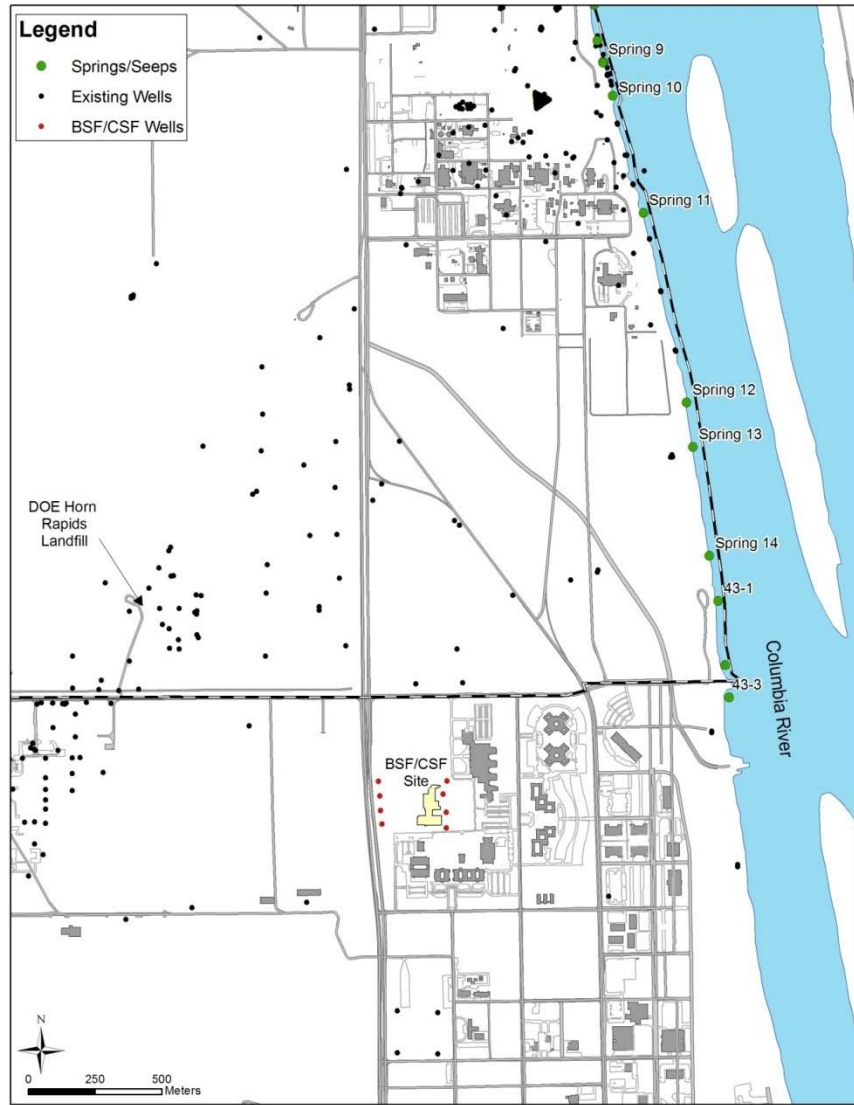 Legend
Springs/Seeps
Existing Wells
BSF/CSF Wells
Spring 9
Spring 10
Spring 11
Spring 12
Spring 13
DOE Horn
Rapids
Landfill
Spring 14
43-1
Columbia River
43-3
BSF/CSF
Site
N
0 250 500
Meters